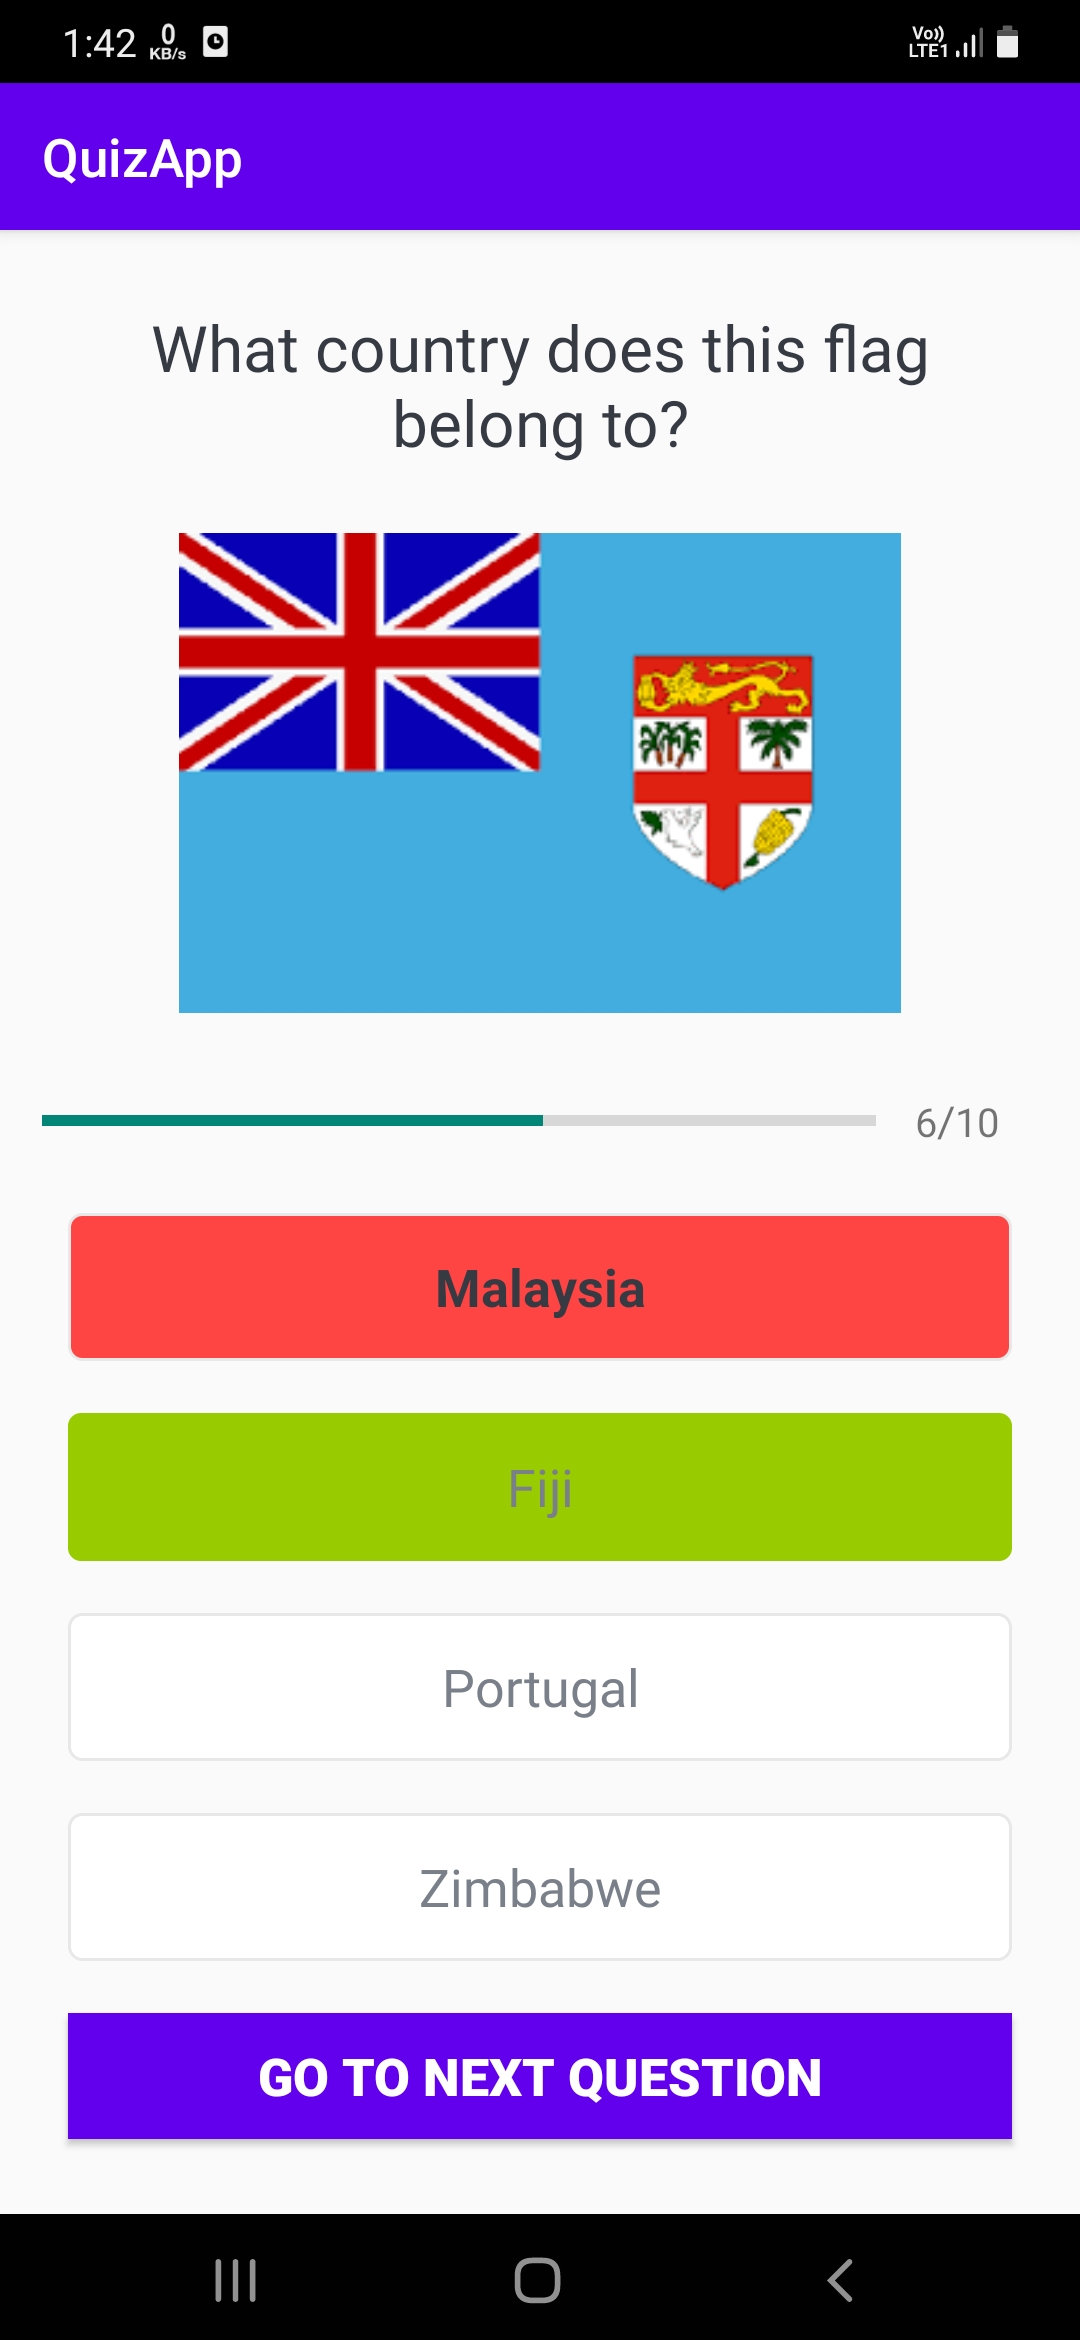 1:42 0 KB/s Vo)) LTE1
QuizApp
What country does this flag
belong to?
6/10
Malaysia
Fiji
Portugal
Zimbabwe
GO TO NEXT QUESTION